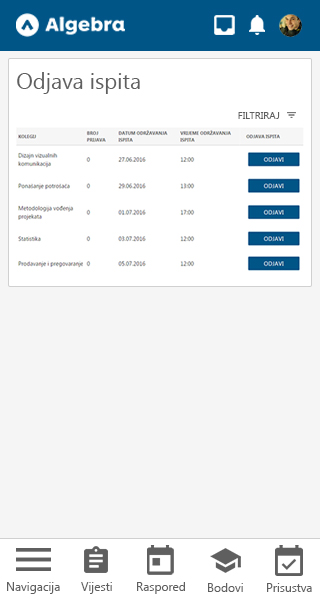 Algebra
Odjava ispita
FILTRIRAJ
KOLEGIJ BROJ PRIJAVA DATUM ODRŽAVANJA ISPITA VRIJEME ODRŽAVANJA ISPITA ODJAVA ISPITA
Dizajn vizualnih komunikacija 0 27.06.2016 12:00 ODJAVI
Ponašanje potrošača 0 29.06.2016 13:00 ODJAVI
Metodologija vođenja projekata 0 01.07.2016 17:00 ODJAVI
Statistika 0 03.07.2016 12:00 ODJAVI
Prodavanje i pregovaranje 0 05.07.2016 12:00 ODJAVI
Navigacija Vijesti Raspored Bodovi Prisustva